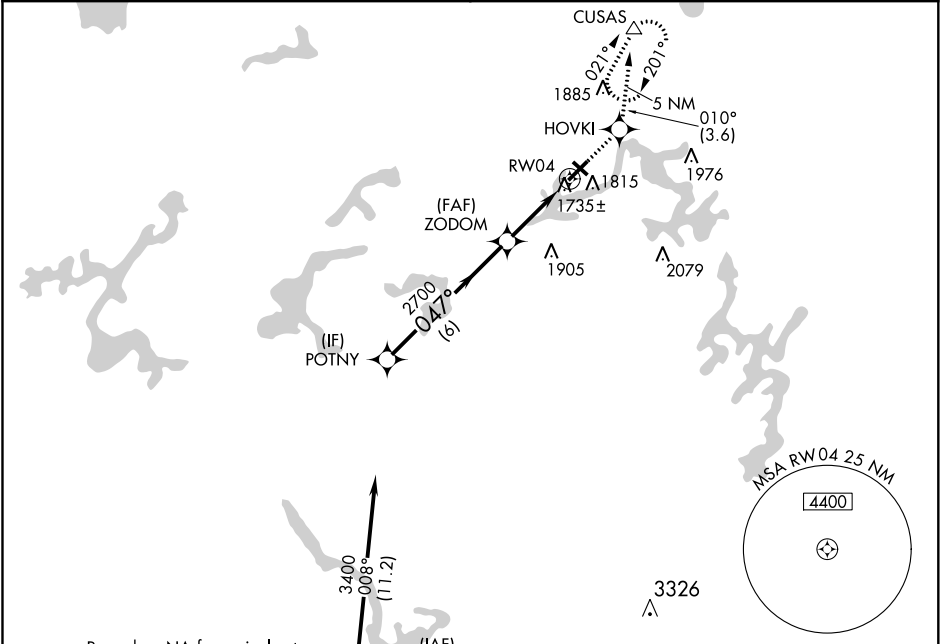 CUSAS
021°
201°
1885
5 NM
010°
(3.6)
HOVKI
RW04
1976
1815
1735±
(FAF)
ZODOM
1905
2079
2700
047°
(6)
(IF)
POTNY
MSA RW04 25 NM
4400
3400
008°
(11.2)
3326
(IAF)